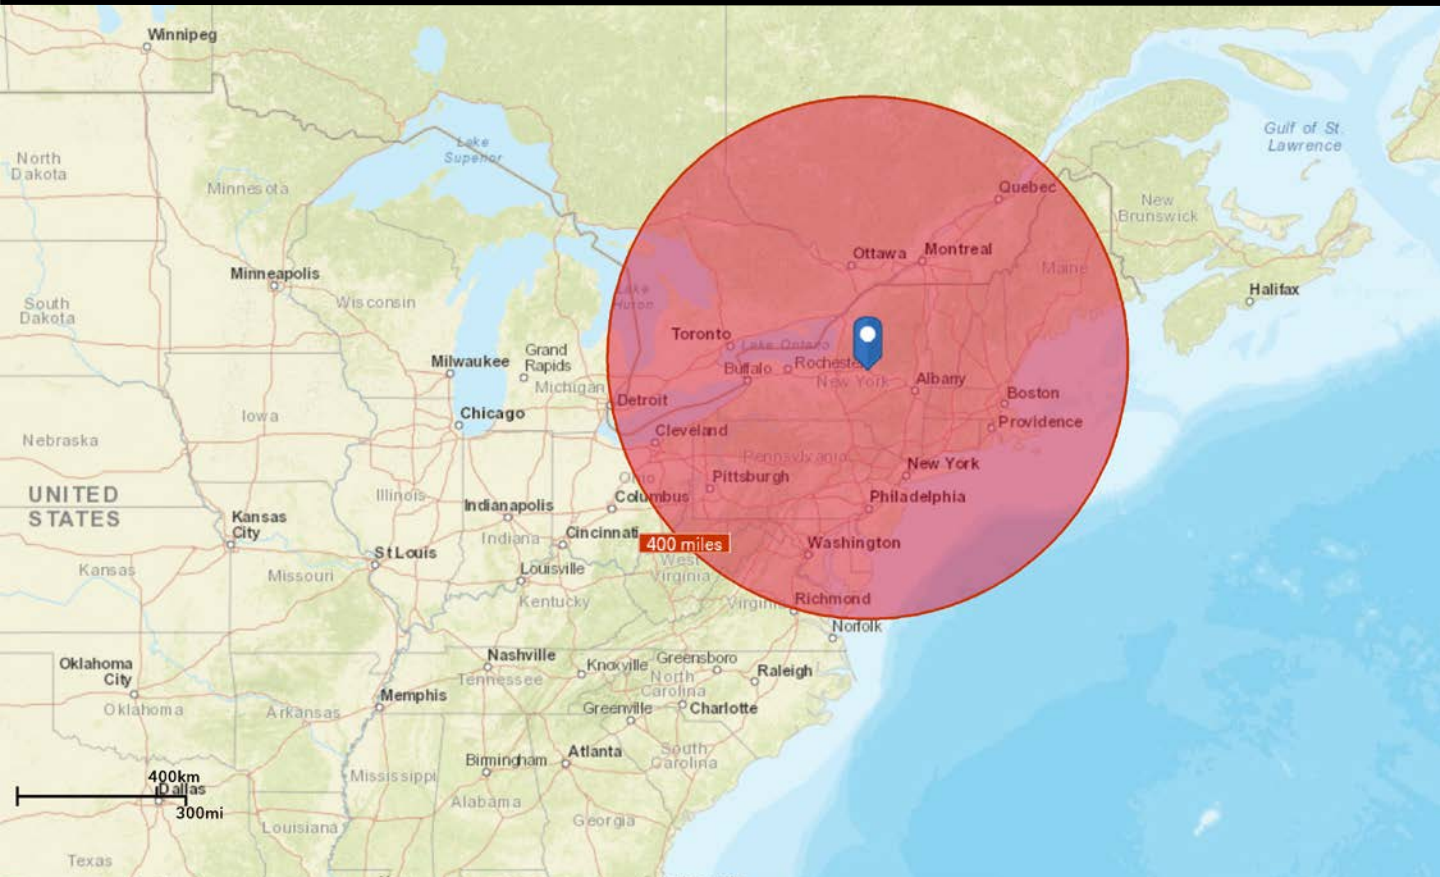 Winnipeg
Gulf of St.
Lawrence
Lake
Superior
North
Dakota
Minnesota
Quebec
New
Brunswick
Ottawa
Montreal
Maine
Minneapolis
Lake
Huron
Halifax
South
Dakota
Wisconsin
Toronto
Lake Ontario
Milwaukee
Grand
Rapids
Michigan
Buffalo
Rochester
New York
Albany
Detroit
Boston
Iowa
Chicago
Providence
Nebraska
Cleveland
Pennsylvania
New York
Pittsburgh
UNITED
STATES
Illinois
Indianapolis
Ohio
Columbus
Philadelphia
Kansas
City
Indiana
Cincinnati
400 miles
Washington
St Louis
West
Virginia
Kansas
Missouri
Louisville
Kentucky
Virginia
Richmond
Norfolk
Oklahoma
City
Nashville
Tennessee
Knoxville
Greensboro
Raleigh
North
Carolina
Oklahoma
Arkansas
Memphis
Greenville
Charlotte
Birmingham
Atlanta
South
Carolina
Mississippi
400km
Dallas
300mi
Alabama
Georgia
Louisiana
Texas